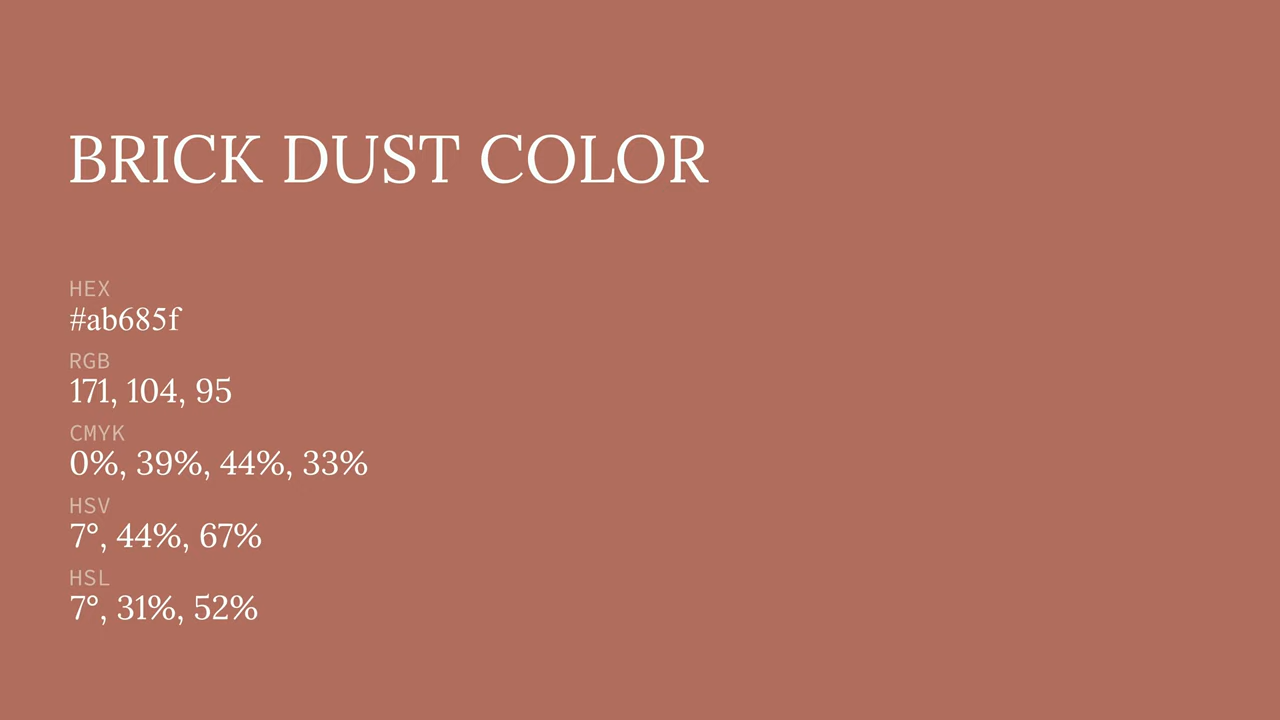 BRICK DUST COLOR
HEX
#ab685f
RGB
171, 104, 95
CMYK
0%, 39%, 44%, 33%
HSV
7°, 44%, 67%
HSL
7°, 31%, 52%